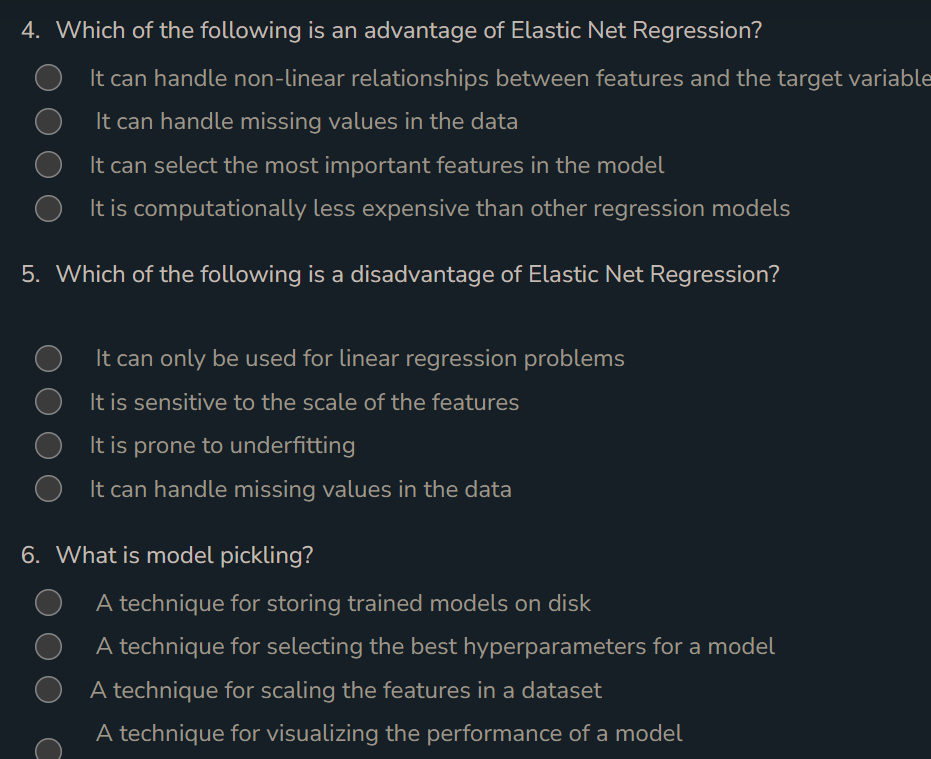 4. Which of the following is an advantage of Elastic Net Regression?
It can handle non-linear relationships between features and the target variable
It can handle missing values in the data
It can select the most important features in the model
It is computationally less expensive than other regression models
5. Which of the following is a disadvantage of Elastic Net Regression?
It can only be used for linear regression problems
It is sensitive to the scale of the features
It is prone to underfitting
It can handle missing values in the data
6. What is model pickling?
A technique for storing trained models on disk
A technique for selecting the best hyperparameters for a model
A technique for scaling the features in a dataset
A technique for visualizing the performance of a model